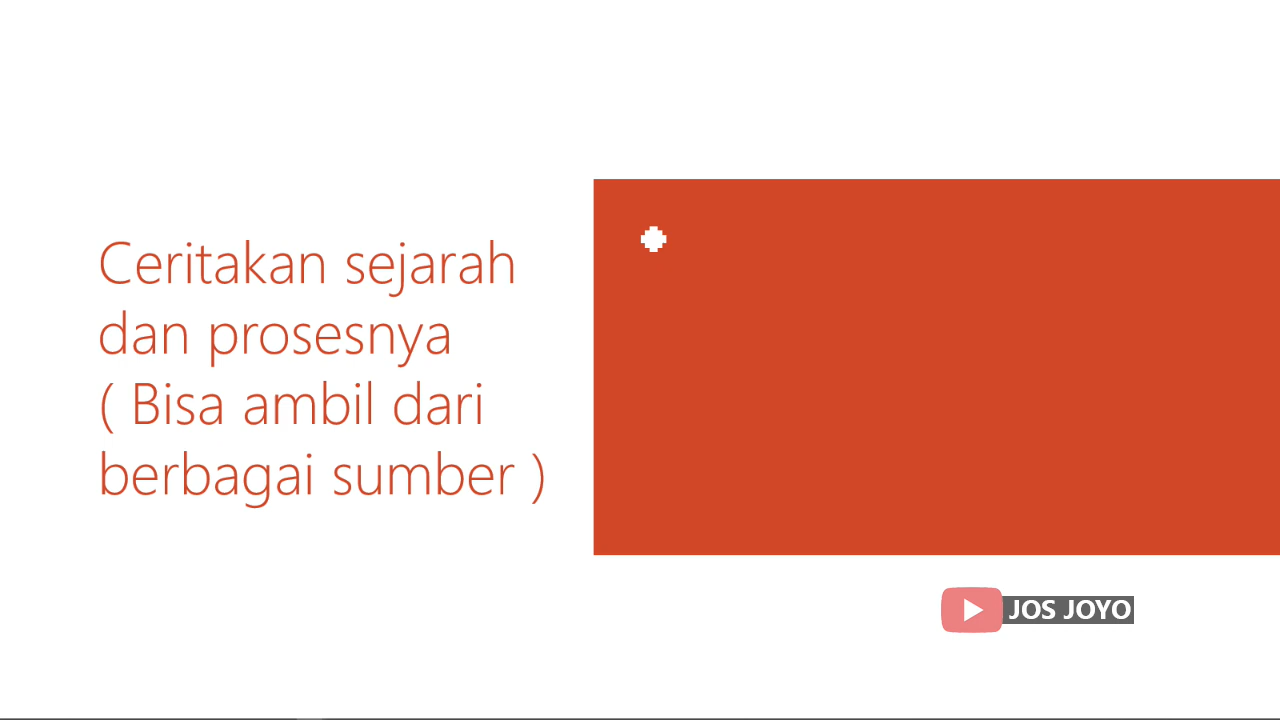 Ceritakan sejarah
dan prosesnya
( Bisa ambil dari
berbagai sumber )
JOS JOYO